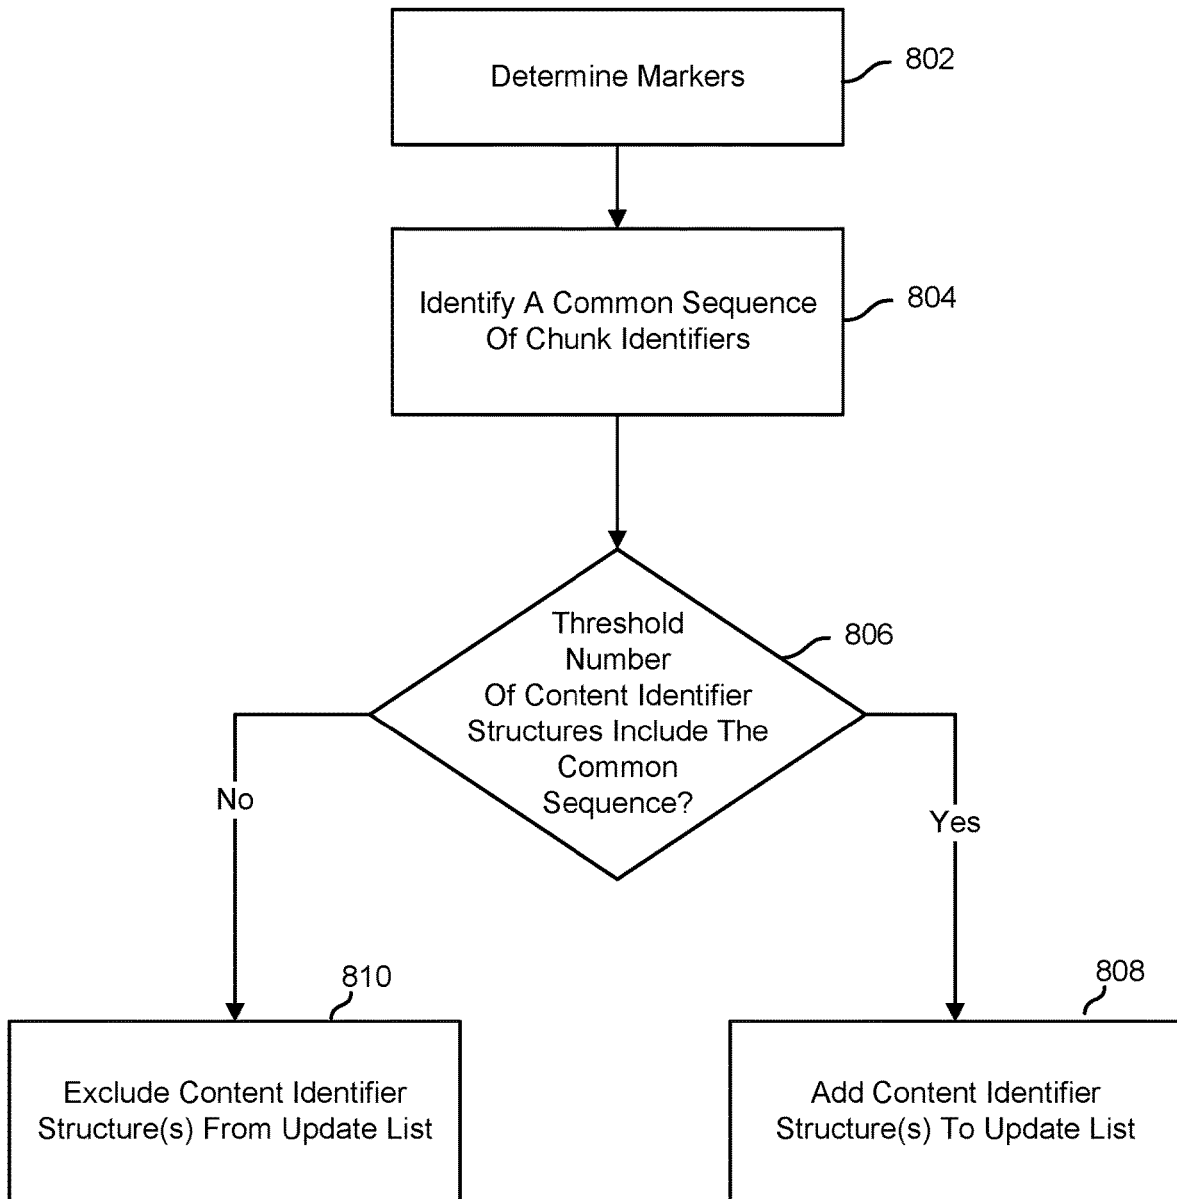 Determine Markers
802
Identify A Common Sequence
Of Chunk Identifiers
804
Threshold
Number
Of Content Identifier
Structures Include The
Common
Sequence?
806
No
Yes
810
808
Exclude Content Identifier
Structure(s) From Update List
Add Content Identifier
Structure(s) To Update List